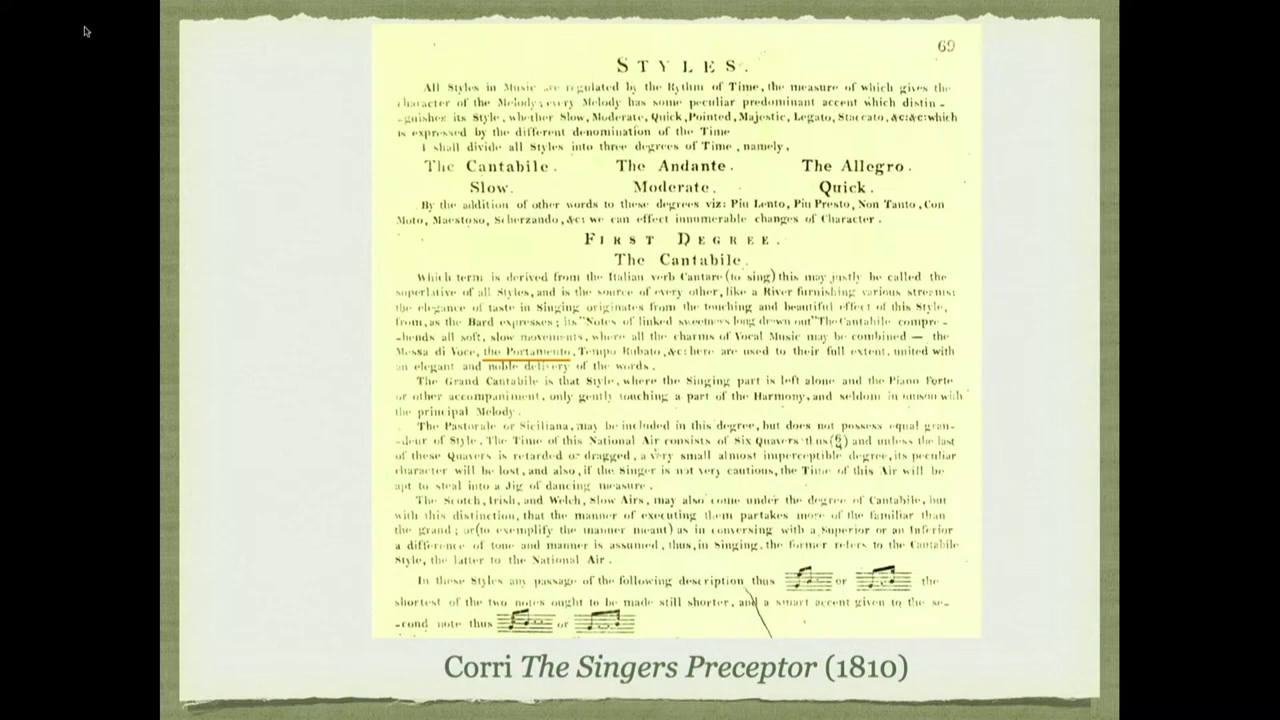 69
STYLES.
All Styles in Music are regulated by the Rythm of Time, the measure of which gives the
character of the Melody; every Melody has some peculiar predominant accent which distin-
-guishes its Style, whether Slow, Moderate, Quick, Pointed, Majestic, Legato, Staccato, &c:&c: which
is expressed by the different denomination of the Time
I shall divide all Styles into three degrees of Time, namely,
The Cantabile. The Andante. The Allegro.
Slow. Moderate. Quick.
By the addition of other words to these degrees viz: Piu Lento, Piu Presto, Non Tanto, Con
Moto, Maestoso, Scherzando, &c: we can effect innumerable changes of Character.
FIRST DEGREE.
The Cantabile.
Which term is derived from the Italian verb Cantare (to sing) this may justly be called the
superlative of all Styles, and is the source of every other, like a River furnishing various streams;
the elegance of taste in Singing originates from the touching and beautiful effect of this Style,
from, as the Bard expresses; its "Notes of linked sweetness long drawn out" The Cantabile compre-
-hends all soft, slow movements, where all the charms of Vocal Music may be combined — the
Messa di Voce, the Portamento, Tempo Rubato, &c: here are used to their full extent, united with
an elegant and noble delivery of the words.
The Grand Cantabile is that Style, where the Singing part is left alone and the Piano Forte
or other accompaniment, only gently touching a part of the Harmony, and seldom in unison with
the principal Melody.
The Pastorale or Siciliana, may be included in this degree, but does not possess equal gran-
-deur of Style. The Time of this National Air consists of Six Quavers thus (6/4) and unless the last
of these Quavers is retarded or dragged, a very small almost imperceptible degree, its peculiar
character will be lost, and also, if the Singer is not very cautious, the Time of this Air will be
apt to steal into a Jig of dancing measure.
The Scotch, Irish, and Welch, Slow Airs, may also come under the degree of Cantabile, but
with this distinction, that the manner of executing them partakes more of the familiar than
the grand; or (to exemplify the manner meant) as in conversing with a Superior or an Inferior
a difference of tone and manner is assumed, thus, in Singing, the former refers to the Cantabile
Style, the latter to the National Air.
In these Styles any passage of the following description thus or the
shortest of the two notes ought to be made still shorter, and a smart accent given to the se-
-cond note thus or
Corri The Singers Preceptor (1810)